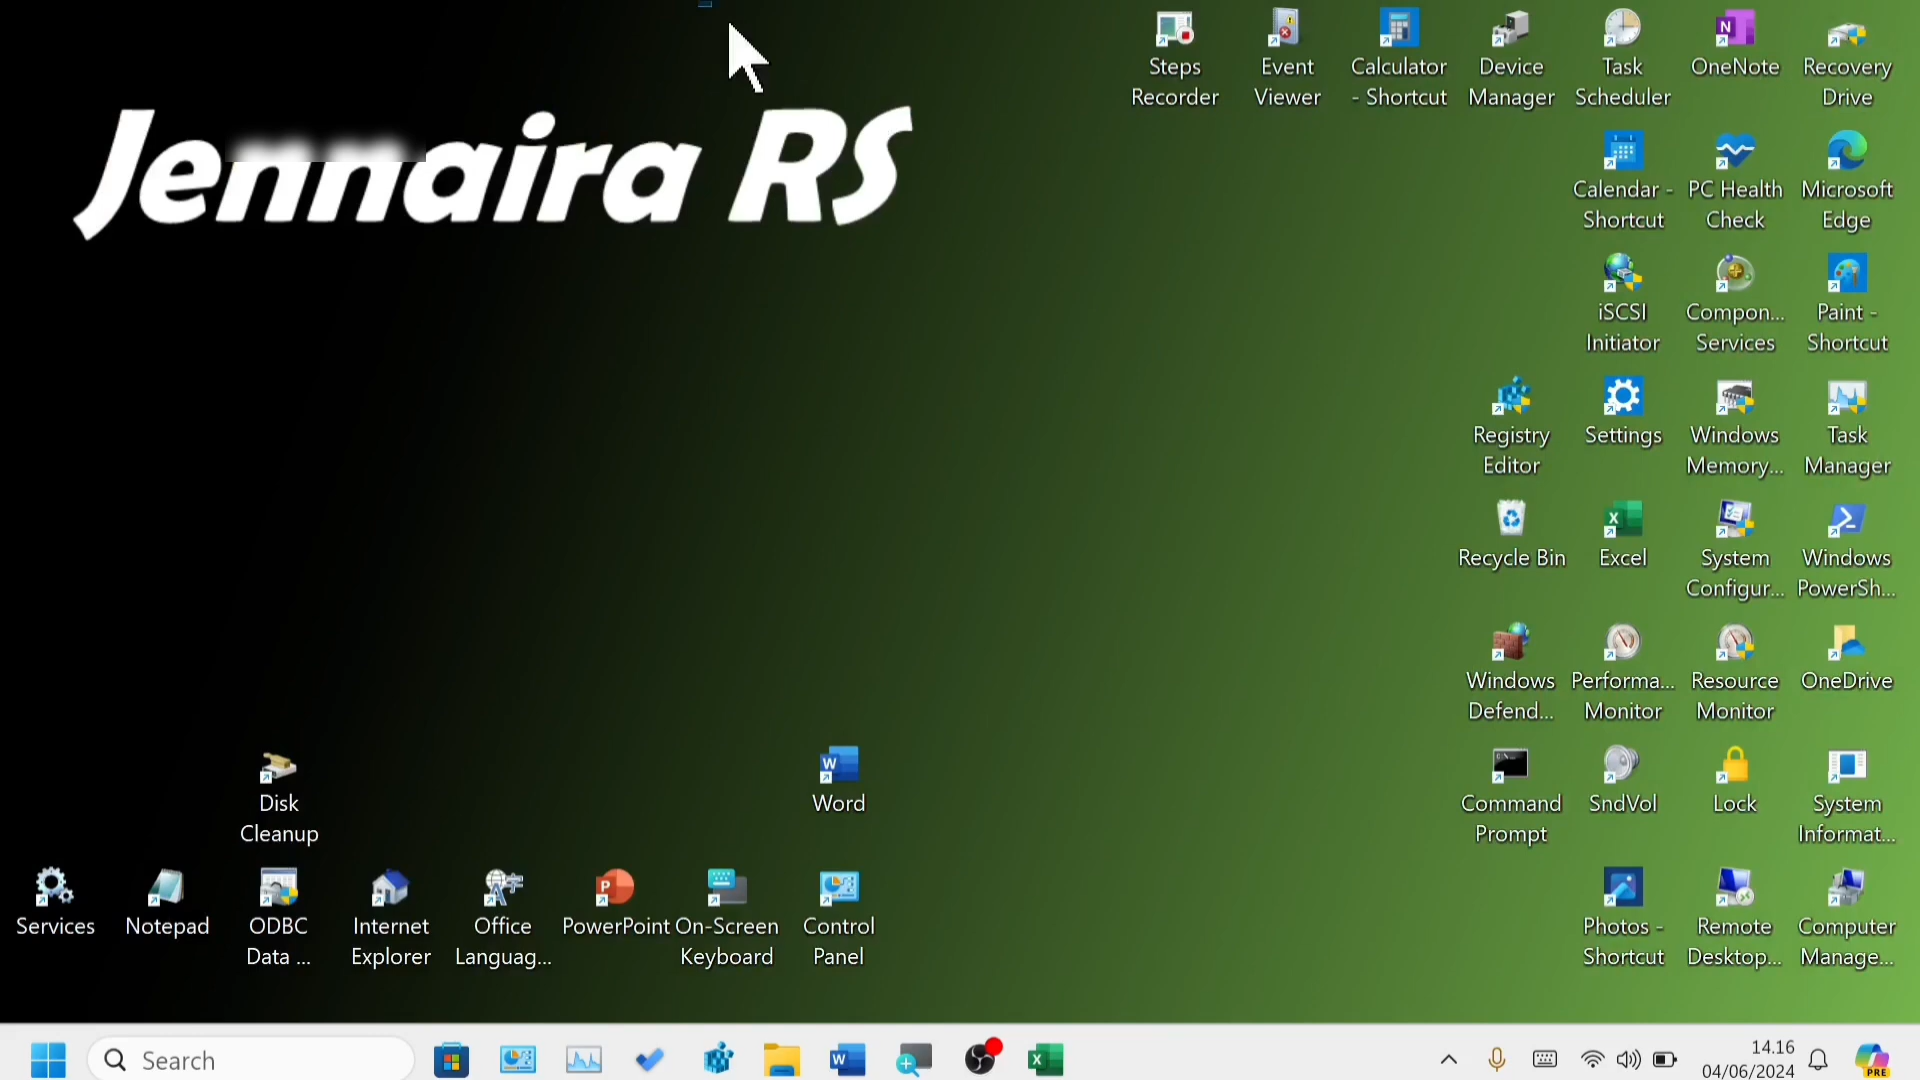 Jennaira RS
Steps
Recorder
Event
Viewer
Calculator
- Shortcut
Device
Manager
Task
Scheduler
OneNote
Recovery
Drive
Calendar -
Shortcut
PC Health
Check
Microsoft
Edge
iSCSI
Initiator
Compon...
Services
Paint -
Shortcut
Registry
Editor
Settings
Windows
Memory...
Task
Manager
Recycle Bin
Excel
System
Configur...
Windows
PowerSh...
Windows
Defend...
Performa...
Monitor
Resource
Monitor
OneDrive
Disk
Cleanup
Word
Command
Prompt
SndVol
Lock
System
Informat...
Services
Notepad
ODBC
Data ...
Internet
Explorer
Office
Languag...
PowerPoint
On-Screen
Keyboard
Control
Panel
Photos -
Shortcut
Remote
Desktop...
Computer
Manage...
Search
14.16
04/06/2024
PRE